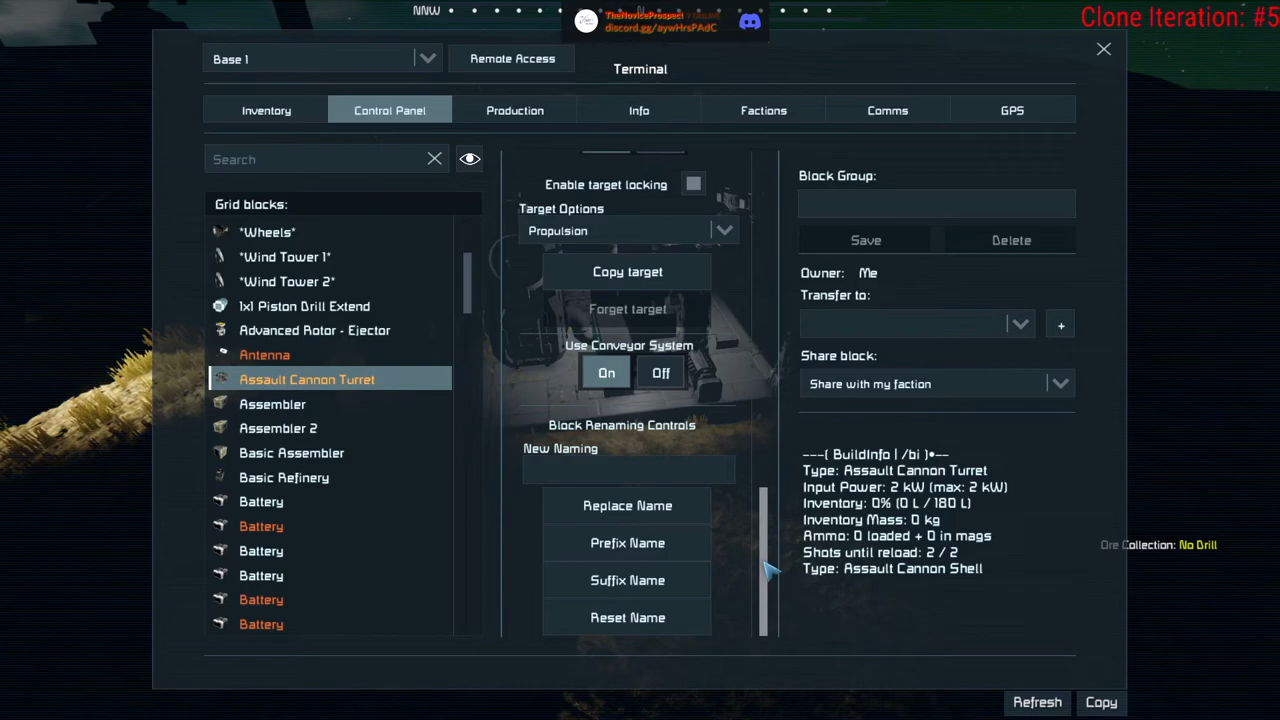 NNW
Clone Iteration: #5
TheNoviceProspect
discord.gg/aywHrsPAdC
Base 1
Remote Access
Terminal
Inventory
Control Panel
Production
Info
Factions
Comms
GPS
Search
Grid blocks:
*Wheels*
*Wind Tower 1*
*Wind Tower 2*
1x1 Piston Drill Extend
Advanced Rotor - Ejector
Antenna
Assault Cannon Turret
Assembler
Assembler 2
Basic Assembler
Basic Refinery
Battery
Battery
Battery
Battery
Battery
Battery
Enable target locking
Target Options
Propulsion
Copy target
Forget target
Use Conveyor System
On
Off
Block Renaming Controls
New Naming
Replace Name
Prefix Name
Suffix Name
Reset Name
Block Group:
Save
Delete
Owner: Me
Transfer to:
+
Share block:
Share with my faction
---( BuildInfo | /bi )•--
Type: Assault Cannon Turret
Input Power: 2 kW (max: 2 kW)
Inventory: 0% (0 L / 180 L)
Inventory Mass: 0 kg
Ammo: 0 loaded + 0 in mags
Shots until reload: 2 / 2
Type: Assault Cannon Shell
Ore Collection: No Drill
Refresh
Copy